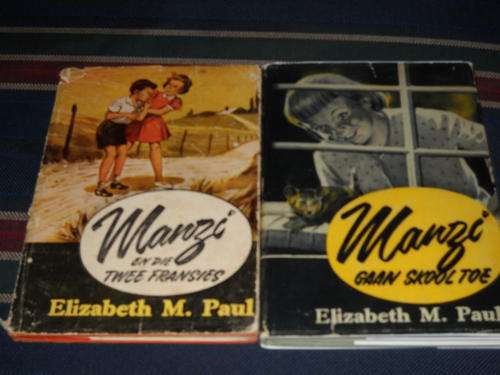 Manzi
EN DIE
TWEE FRANSIES
Elizabeth M. Paul
Manzi
GAAN SKOOL TOE
Elizabeth M. Paul